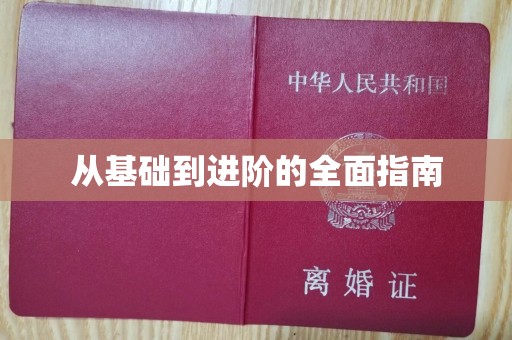 中华人民共和国
从基础到进阶的全面指南
离婚证